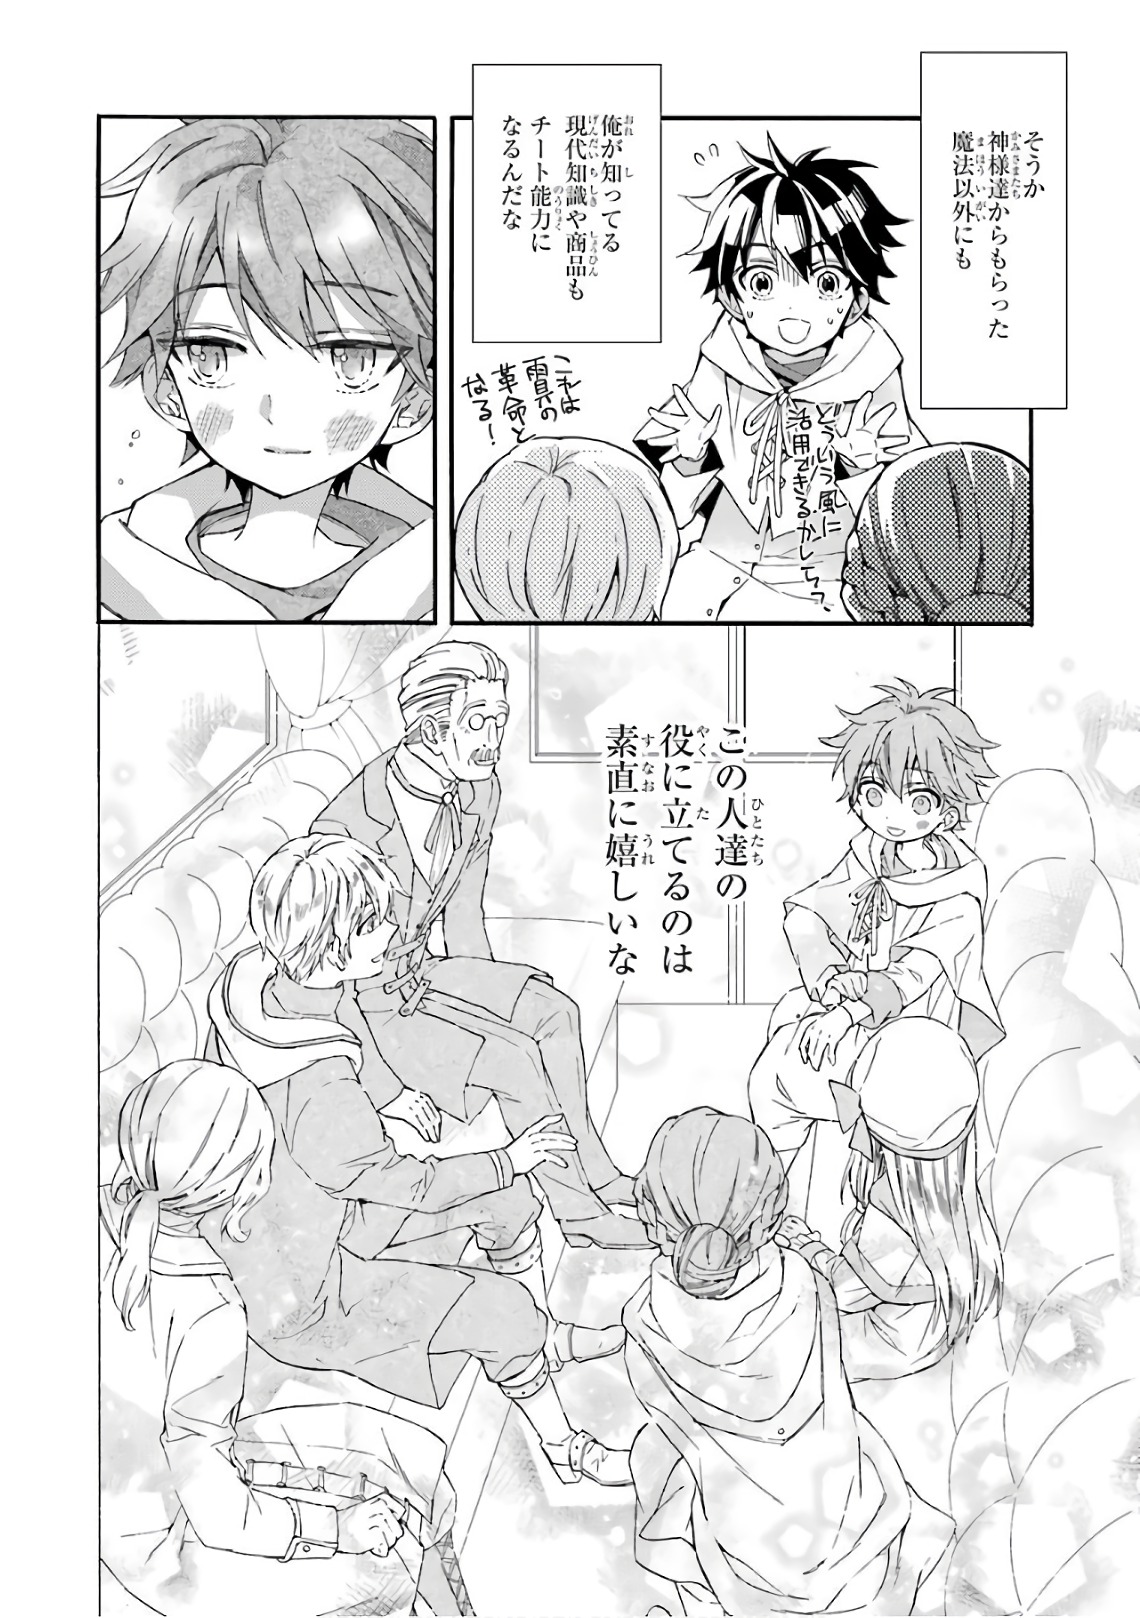 そうか
神様達からもらった
魔法以外にも
俺が知ってる
現代知識や商品も
チート能力に
なるんだな
どういう風に
活用できるかしらっ、
これは
雨具の
革命と
なる！
この人達の
役に立てるのは
素直に嬉しいな